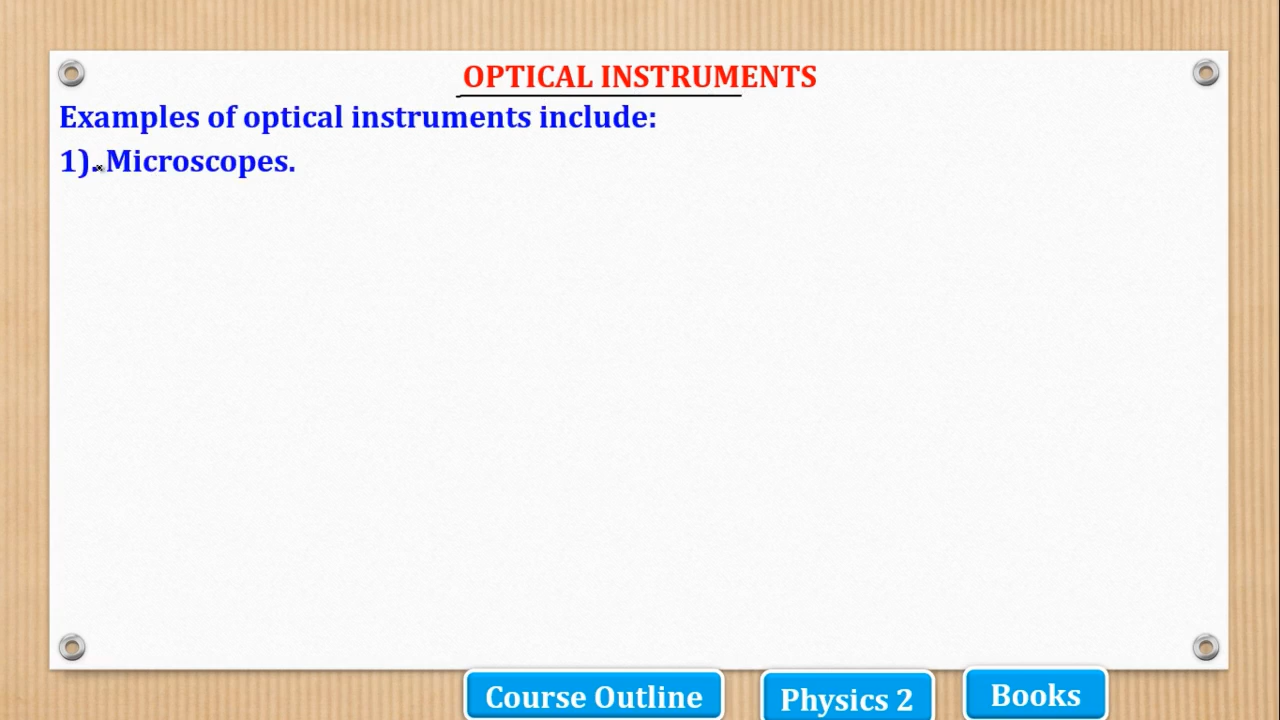 OPTICAL INSTRUMENTS
Examples of optical instruments include:
1). Microscopes.
Course Outline
Physics 2
Books